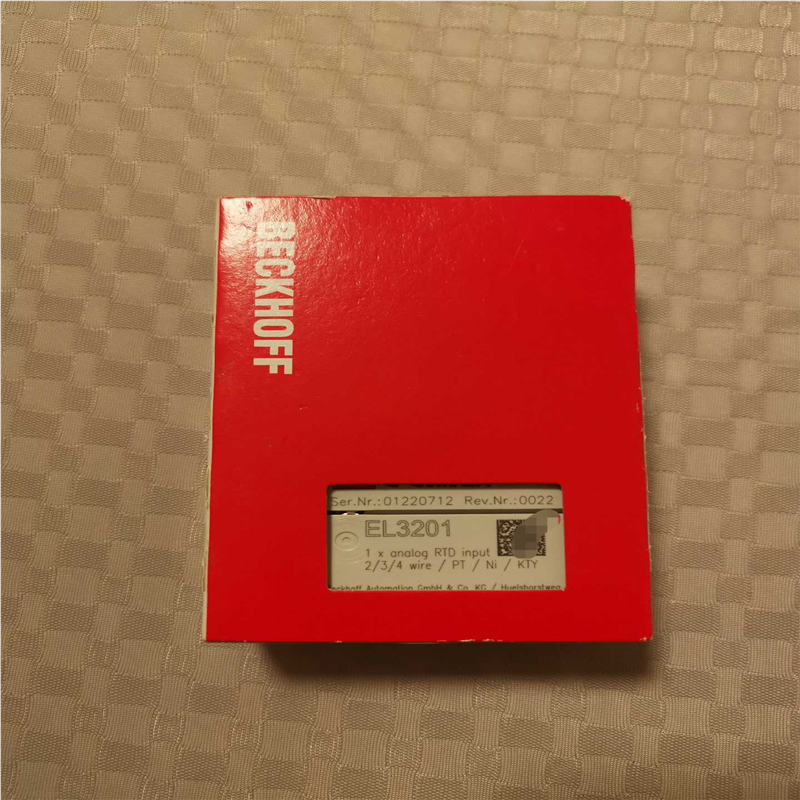 BECKHOFF
Ser.Nr.:01220712 Rev.Nr.:0022
EL3201
1 x analog RTD input
2/3/4 wire / PT / Ni / KTY
eckhoff Automation GmbH & Co. KG / Huelshorstweg